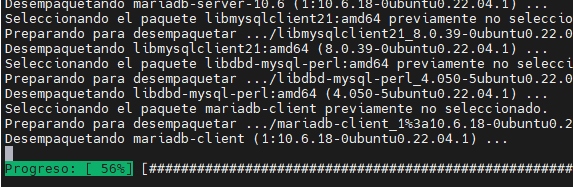 Desempaquetando mariadb-server-10.6 (1:10.6.18-0ubuntu0.22.04.1) ...
Seleccionando el paquete libmysqlclient21:amd64 previamente no seleccio
Preparando para desempaquetar .../libmysqlclient21_8.0.39-0ubuntu0.22.0
Desempaquetando libmysqlclient21:amd64 (8.0.39-0ubuntu0.22.04.1) ...
Seleccionando el paquete libdbd-mysql-perl:amd64 previamente no selecci
Preparando para desempaquetar .../libdbd-mysql-perl_4.050-5ubuntu0.22.0
Desempaquetando libdbd-mysql-perl:amd64 (4.050-5ubuntu0.22.04.1) ...
Seleccionando el paquete mariadb-client previamente no seleccionado.
Preparando para desempaquetar .../mariadb-client_1%3a10.6.18-0ubuntu0.2
Desempaquetando mariadb-client (1:10.6.18-0ubuntu0.22.04.1) ...
Progreso: [ 56%] [#####################################################